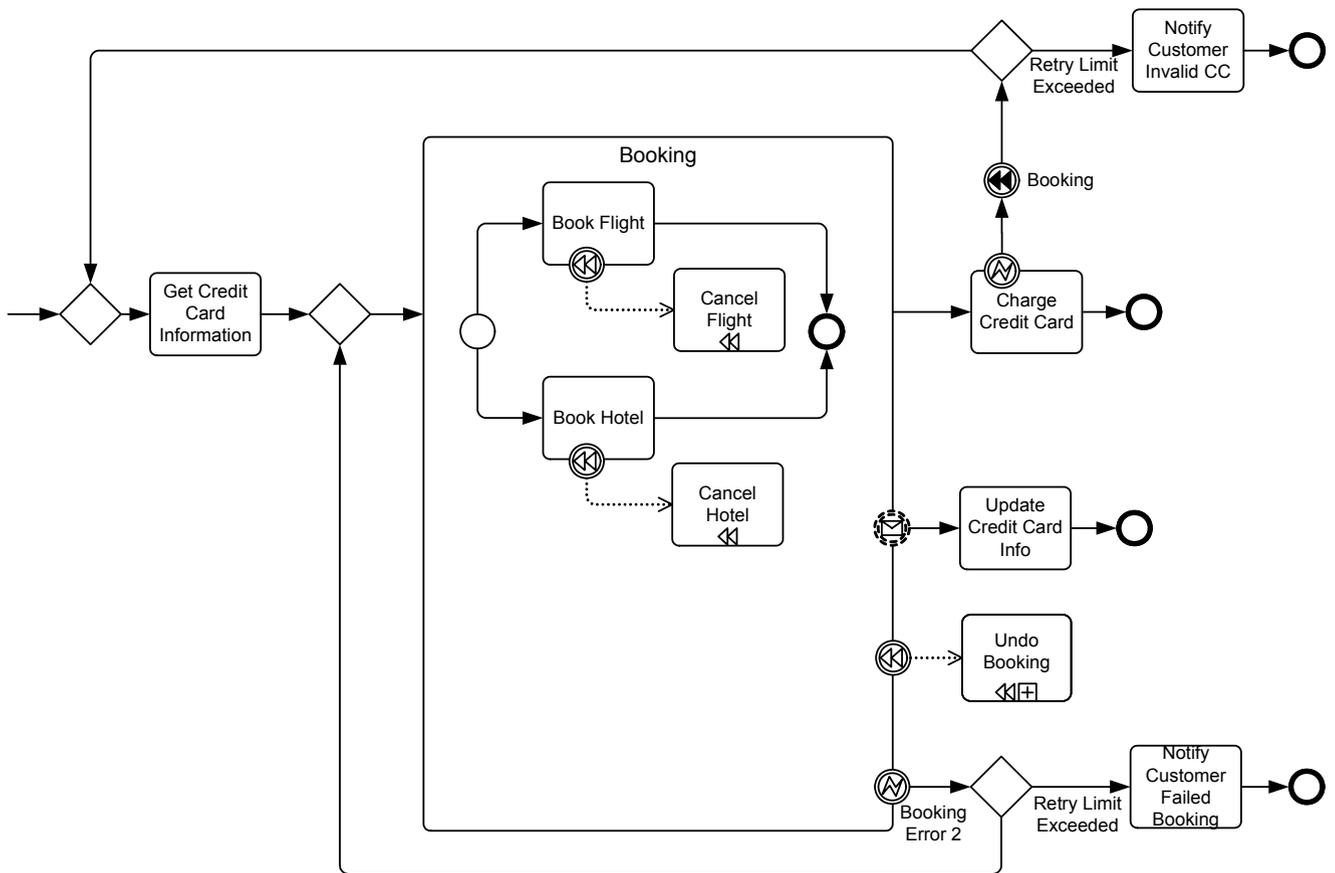 Notify
Customer
Invalid CC
Retry Limit
Exceeded
Booking
Booking
Book Flight
Cancel
Flight
Get Credit
Card
Information
Charge
Credit Card
Book Hotel
Cancel
Hotel
Update
Credit Card
Info
Undo
Booking
Notify
Customer
Failed
Booking
Booking
Error 2
Retry Limit
Exceeded